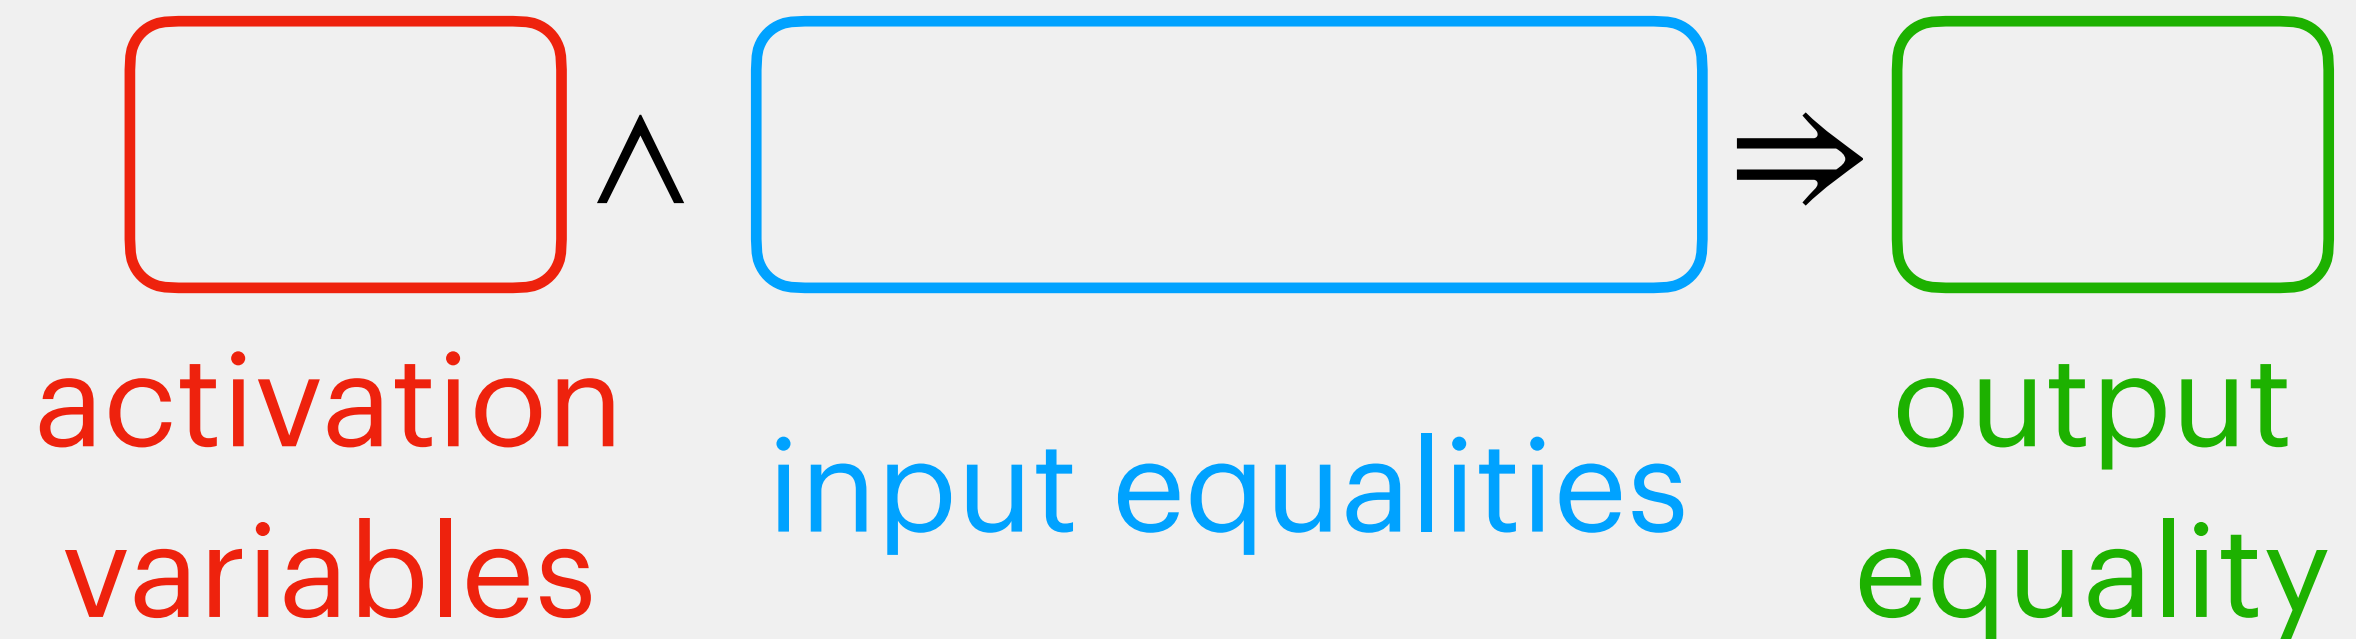 ∧ ⇒
activation
variables
input equalities
output
equality